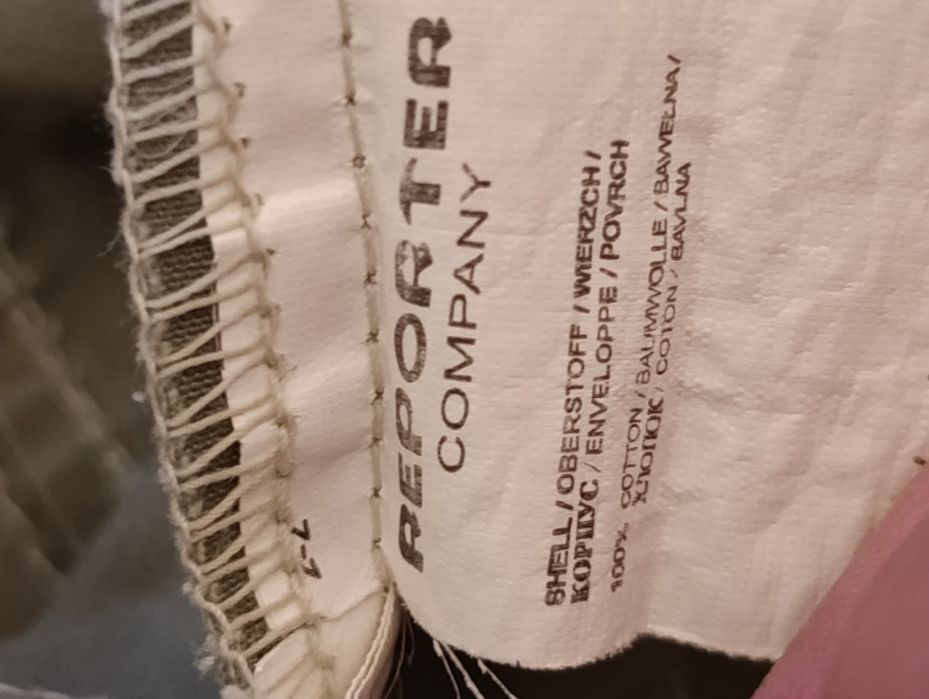 REPORTER
COMPANY
SHELL / OBERSTOFF / WIERZCH /
КОРПУС / ENVELOPPE / POVRCH
100% COTTON / BAUMWOLLE / BAWEŁNA /
ХЛОПОК / COTON / BAVLNA